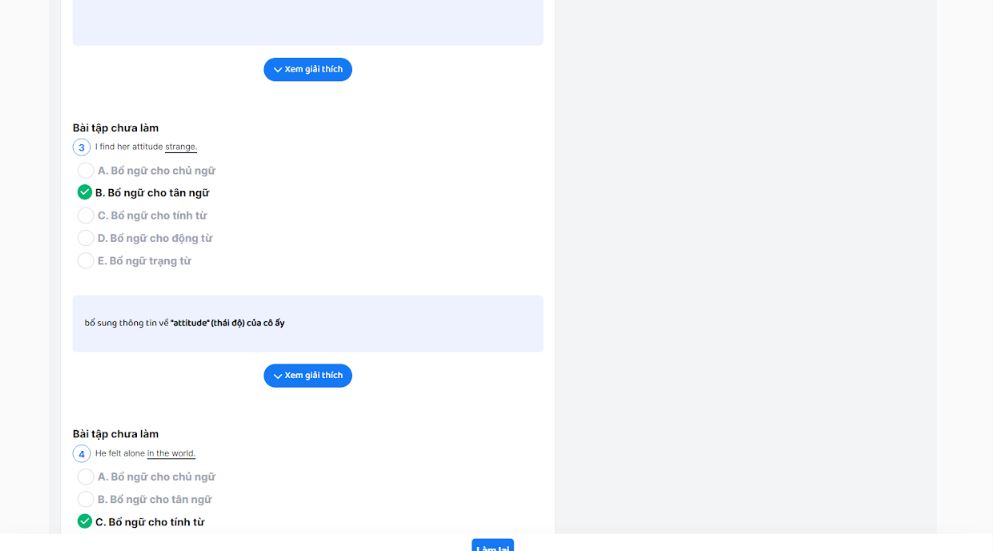 Xem giải thích
Bài tập chưa làm
3 I find her attitude strange.
A. Bổ ngữ cho chủ ngữ
B. Bổ ngữ cho tân ngữ
C. Bổ ngữ cho tính từ
D. Bổ ngữ cho động từ
E. Bổ ngữ trạng từ
bổ sung thông tin về "attitude" (thái độ) của cô ấy
Xem giải thích
Bài tập chưa làm
4 He felt alone in the world.
A. Bổ ngữ cho chủ ngữ
B. Bổ ngữ cho tân ngữ
C. Bổ ngữ cho tính từ
Làm lại